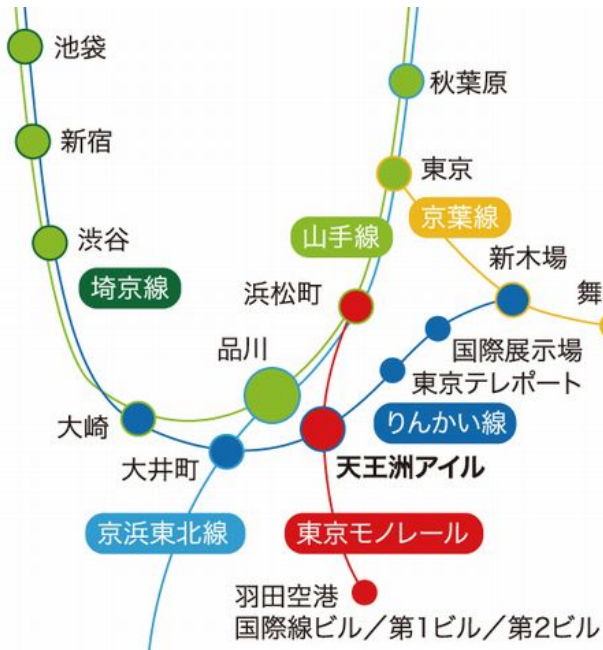 池袋
秋葉原
新宿
東京
京葉線
渋谷
山手線
新木場
埼京線
浜松町
舞
品川
国際展示場
東京テレポート
大崎
りんかい線
大井町
天王洲アイル
京浜東北線
東京モノレール
羽田空港
国際線ビル／第1ビル／第2ビル